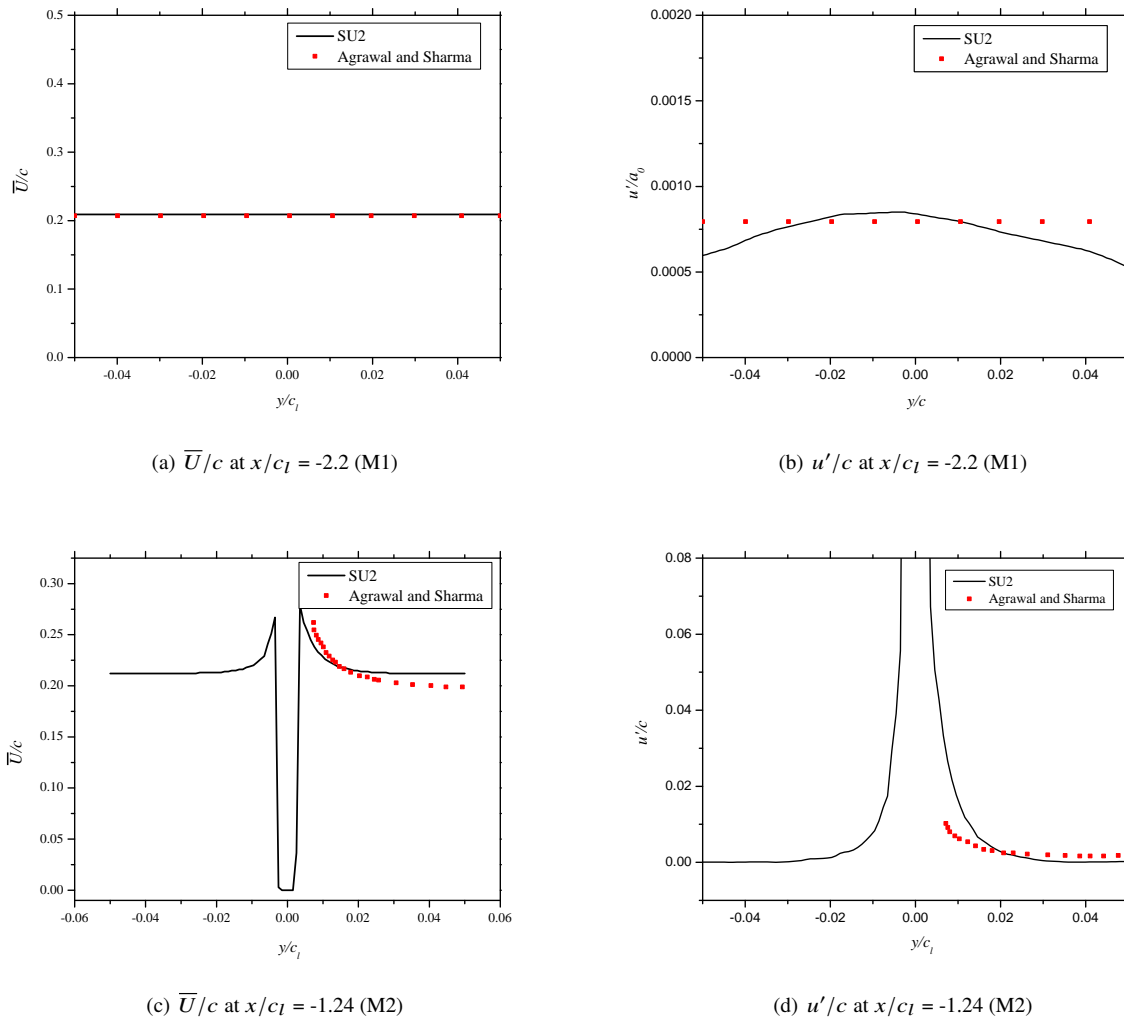 0.5
0.4
0.3
0.2
0.1
0.0
U̅/c
SU2
Agrawal and Sharma
-0.04 -0.02 0.00 0.02 0.04
y/c_l
(a) U̅/c at x/c_l = -2.2 (M1)
0.0020
0.0015
0.0010
0.0005
0.0000
u'/a_0
SU2
Agrawal and Sharma
-0.04 -0.02 0.00 0.02 0.04
y/c
(b) u′/c at x/c_l = -2.2 (M1)
0.30
0.25
0.20
0.15
0.10
0.05
0.00
U̅/c
SU2
Agrawal and Sharma
-0.06 -0.04 -0.02 0.00 0.02 0.04 0.06
y/c_l
(c) U̅/c at x/c_l = -1.24 (M2)
0.08
0.06
0.04
0.02
0.00
u'/c
SU2
Agrawal and Sharma
-0.04 -0.02 0.00 0.02 0.04
y/c_l
(d) u′/c at x/c_l = -1.24 (M2)